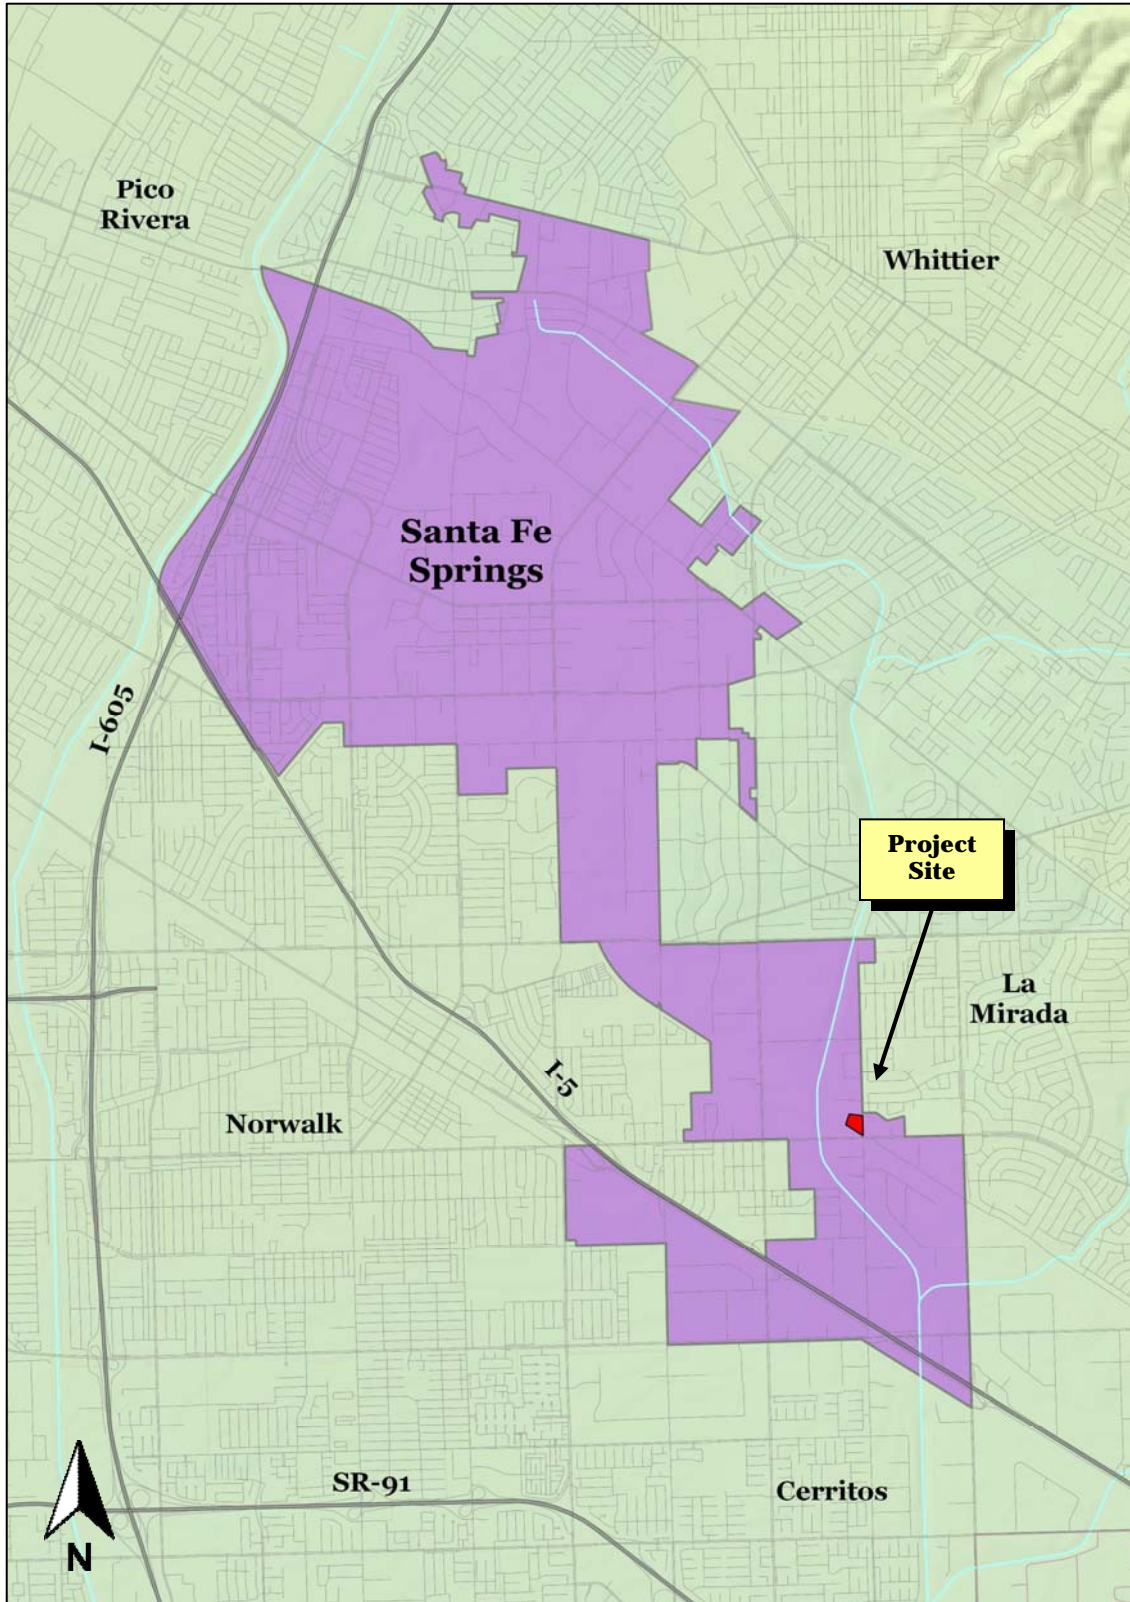 Pico
Rivera
Whittier
Santa Fe
Springs
I-605
Project
Site
La
Mirada
I-5
Norwalk
SR-91
Cerritos
N